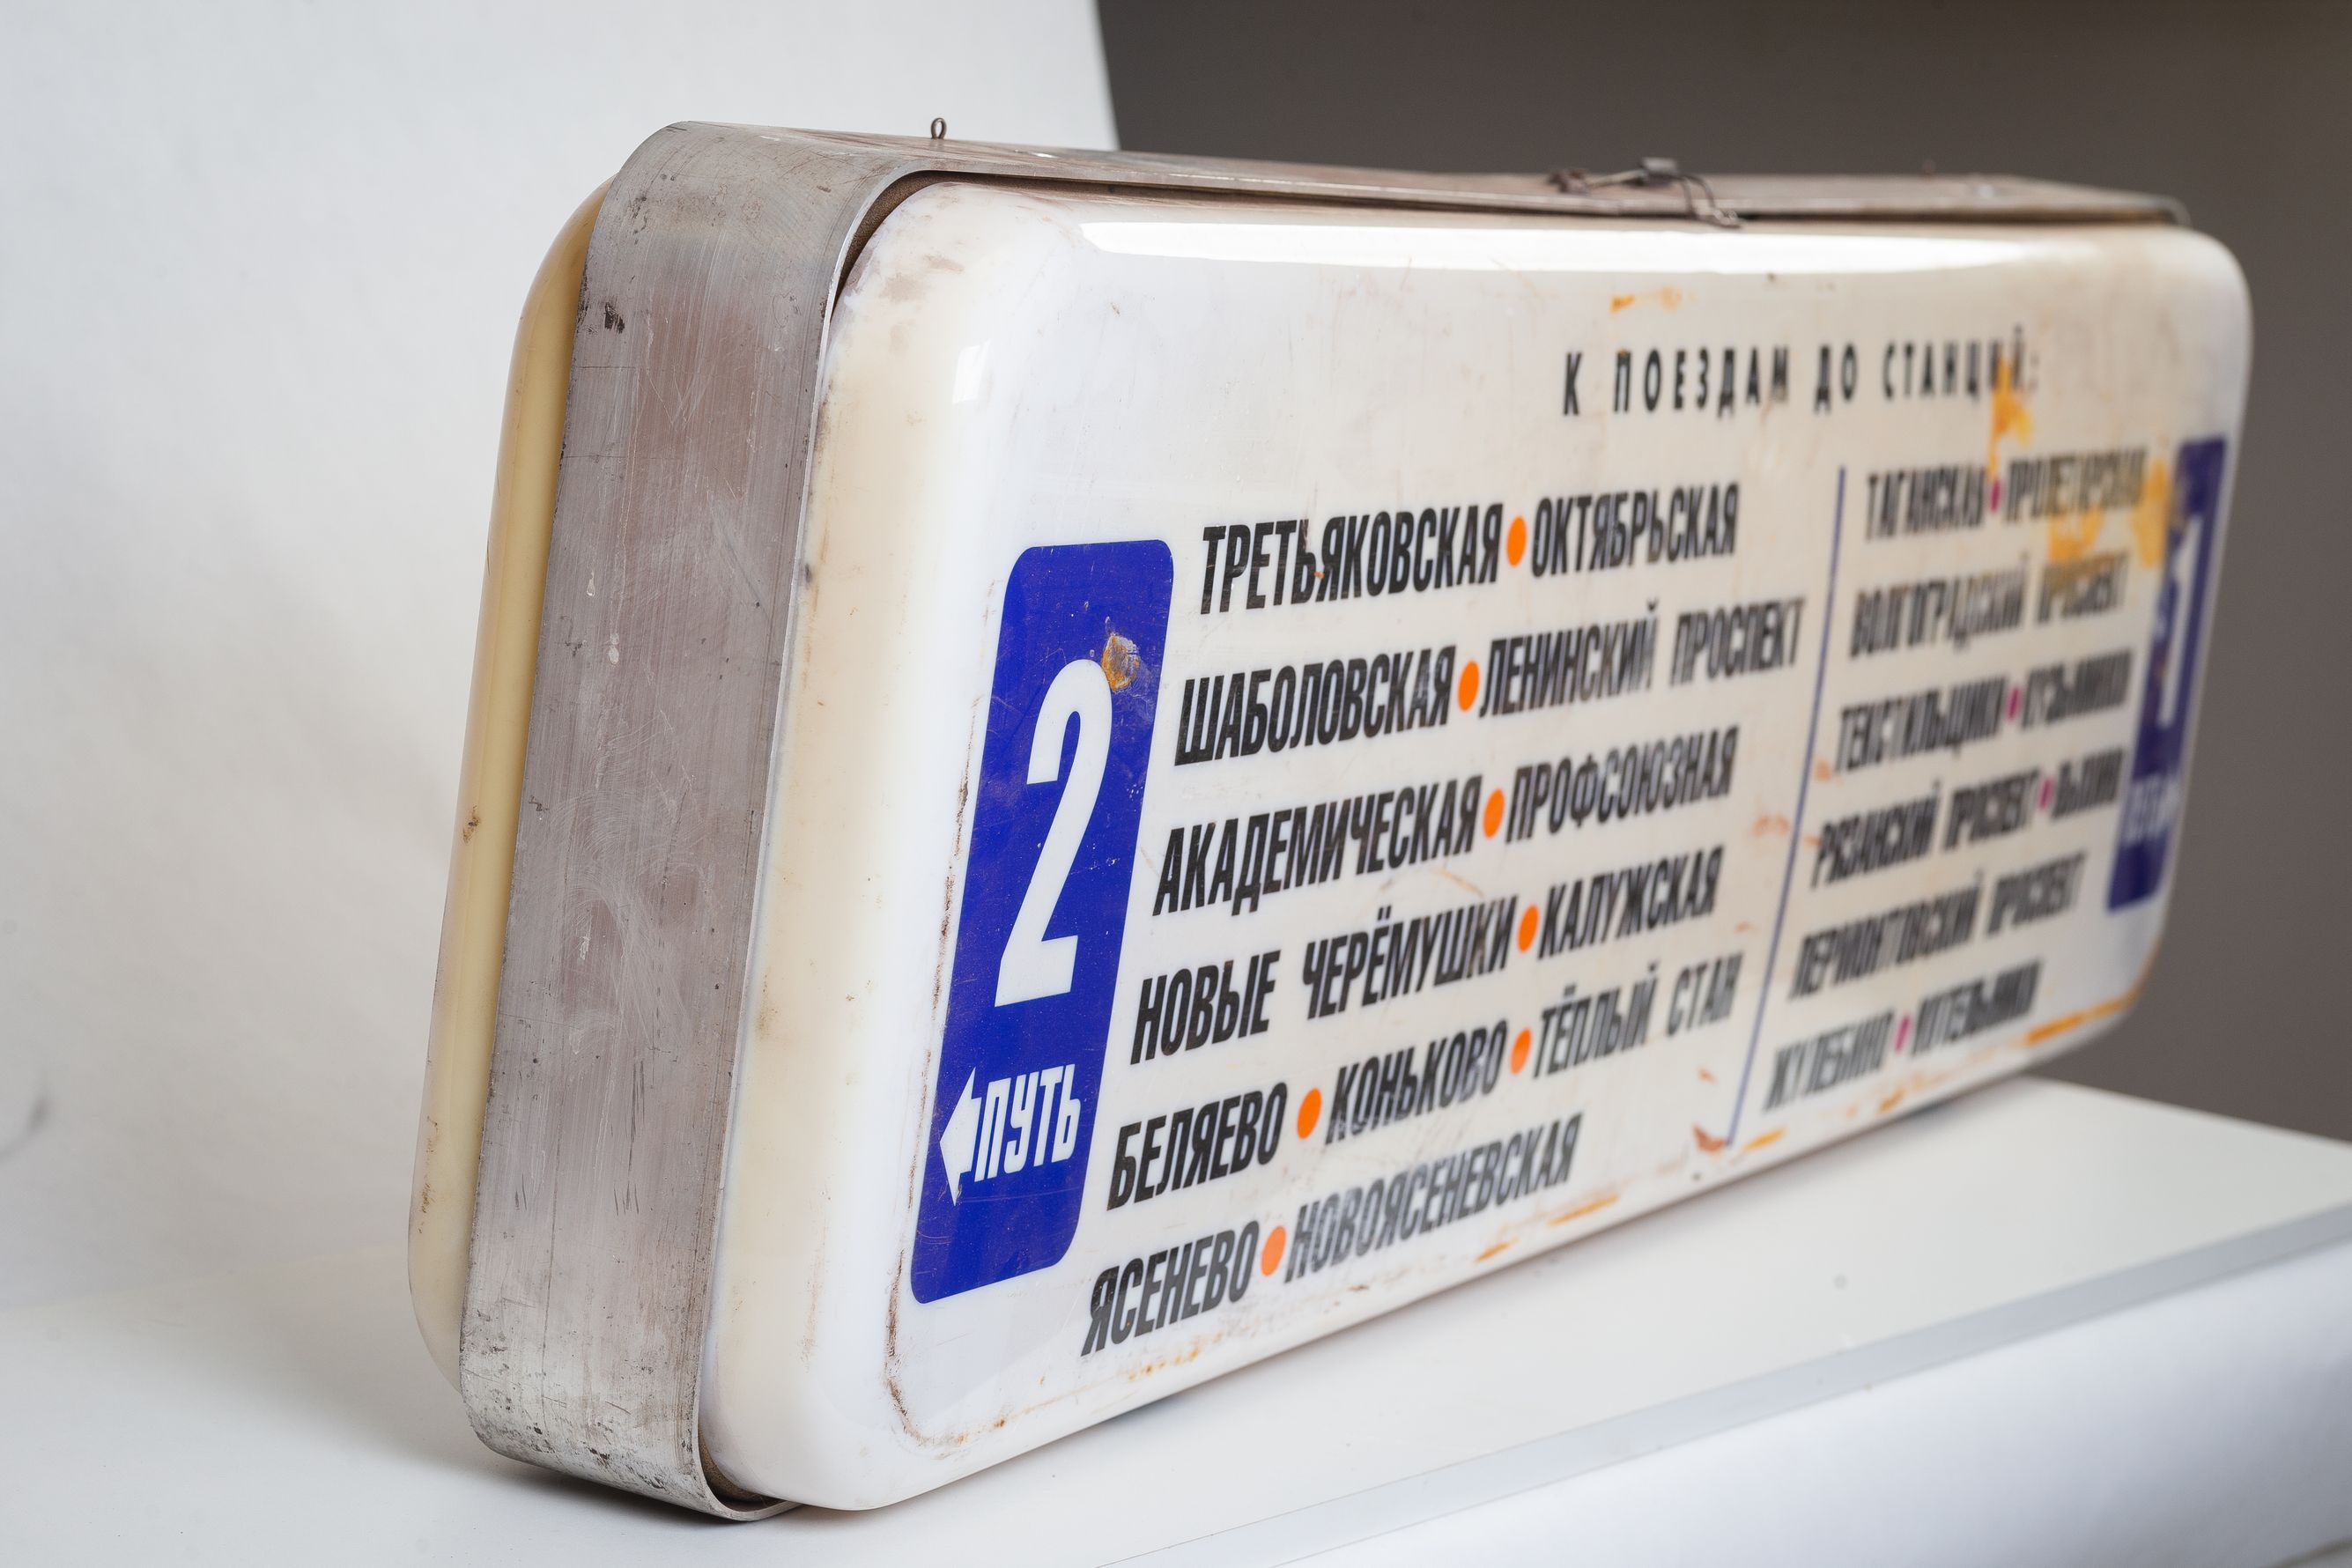 К ПОЕЗДАМ ДО СТАНЦИЙ:
2
←ПУТЬ
ТРЕТЬЯКОВСКАЯ•ОКТЯБРЬСКАЯ
ШАБОЛОВСКАЯ•ЛЕНИНСКИЙ ПРОСПЕКТ
АКАДЕМИЧЕСКАЯ•ПРОФСОЮЗНАЯ
НОВЫЕ ЧЕРЁМУШКИ•КАЛУЖСКАЯ
БЕЛЯЕВО•КОНЬКОВО•ТЁПЛЫЙ СТАН
ЯСЕНЕВО•НОВОЯСЕНЕВСКАЯ
ТАГАНСКАЯ•ПРОЛЕТАРСКАЯ
ВОЛГОГРАДСКИЙ ПРОСПЕКТ
ТЕКСТИЛЬЩИКИ•КУЗЬМИНКИ
РЯЗАНСКИЙ ПРОСПЕКТ•ВЫХИНО
ЛЕРМОНТОВСКИЙ ПРОСПЕКТ
ЖУЛЕБИНО•КОТЕЛЬНИКИ
1